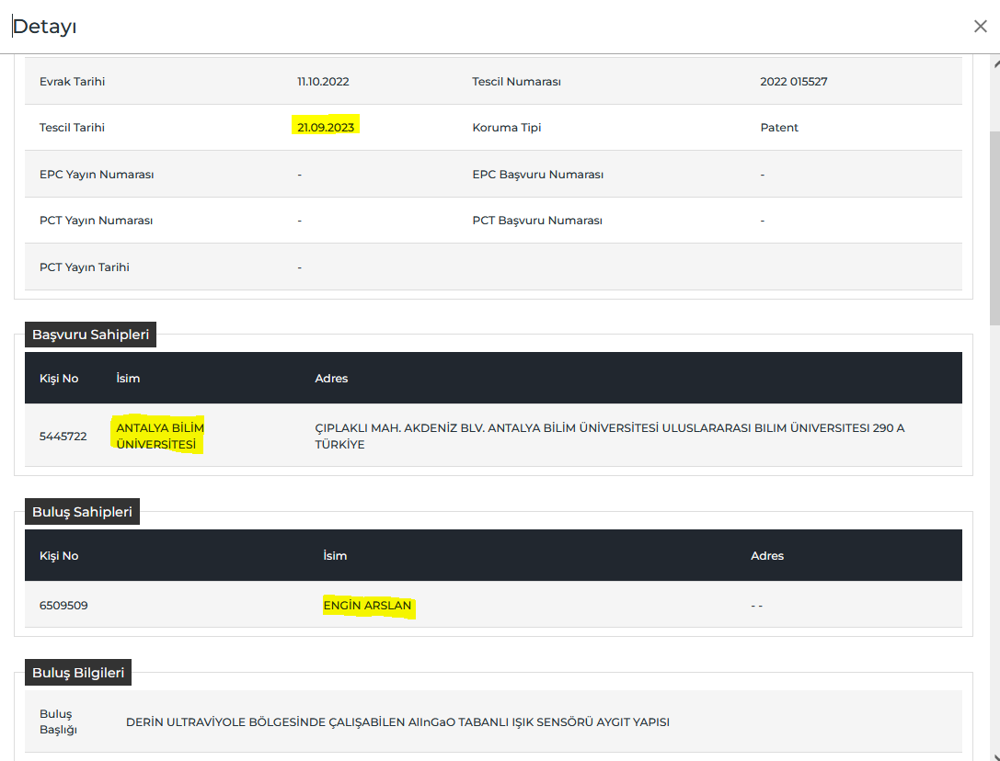 Detayı
Evrak Tarihi 11.10.2022 Tescil Numarası 2022 015527
Tescil Tarihi 21.09.2023 Koruma Tipi Patent
EPC Yayın Numarası - EPC Başvuru Numarası -
PCT Yayın Numarası - PCT Başvuru Numarası -
PCT Yayın Tarihi -
Başvuru Sahipleri
Kişi No İsim Adres
5445722 ANTALYA BİLİM ÇIPLAKLI MAH. AKDENİZ BLV. ANTALYA BİLİM ÜNİVERSİTESİ ULUSLARARASI BILIM ÜNIVERSITESI 290 A
ÜNİVERSİTESİ TÜRKİYE
Buluş Sahipleri
Kişi No İsim Adres
6509509 ENGİN ARSLAN - -
Buluş Bilgileri
Buluş
Başlığı DERİN ULTRAVİYOLE BÖLGESİNDE ÇALIŞABİLEN AlInGaO TABANLI IŞIK SENSÖRÜ AYGIT YAPISI